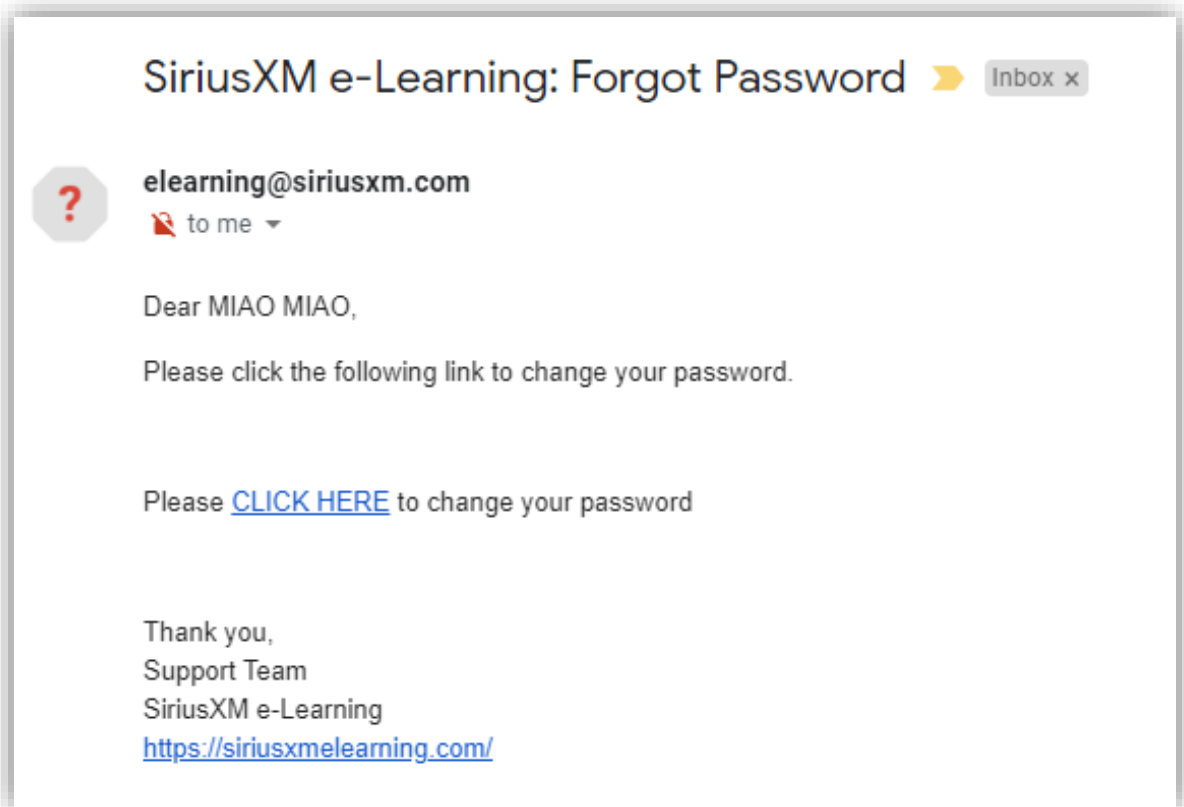 SiriusXM e-Learning: Forgot Password Inbox x
?
elearning@siriusxm.com
to me
Dear MIAO MIAO,
Please click the following link to change your password.
Please CLICK HERE to change your password
Thank you,
Support Team
SiriusXM e-Learning
https://siriusxmelearning.com/